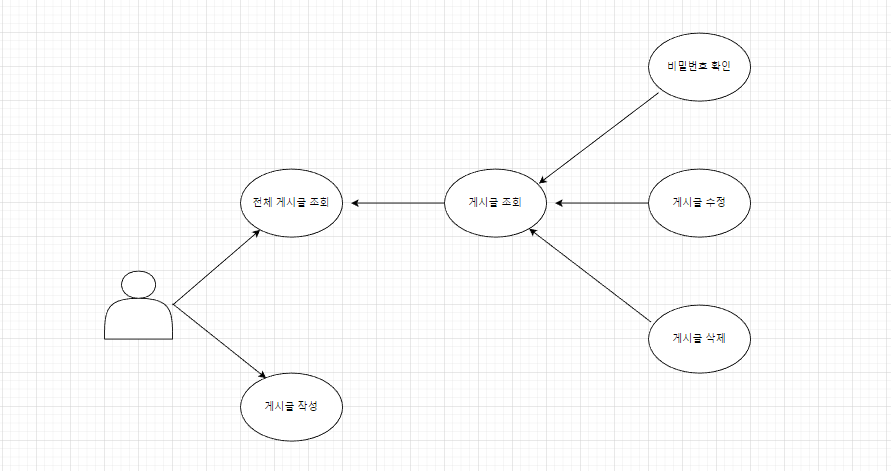 비밀번호 확인
전체 게시글 조회
게시글 조회
게시글 수정
게시글 삭제
게시글 작성